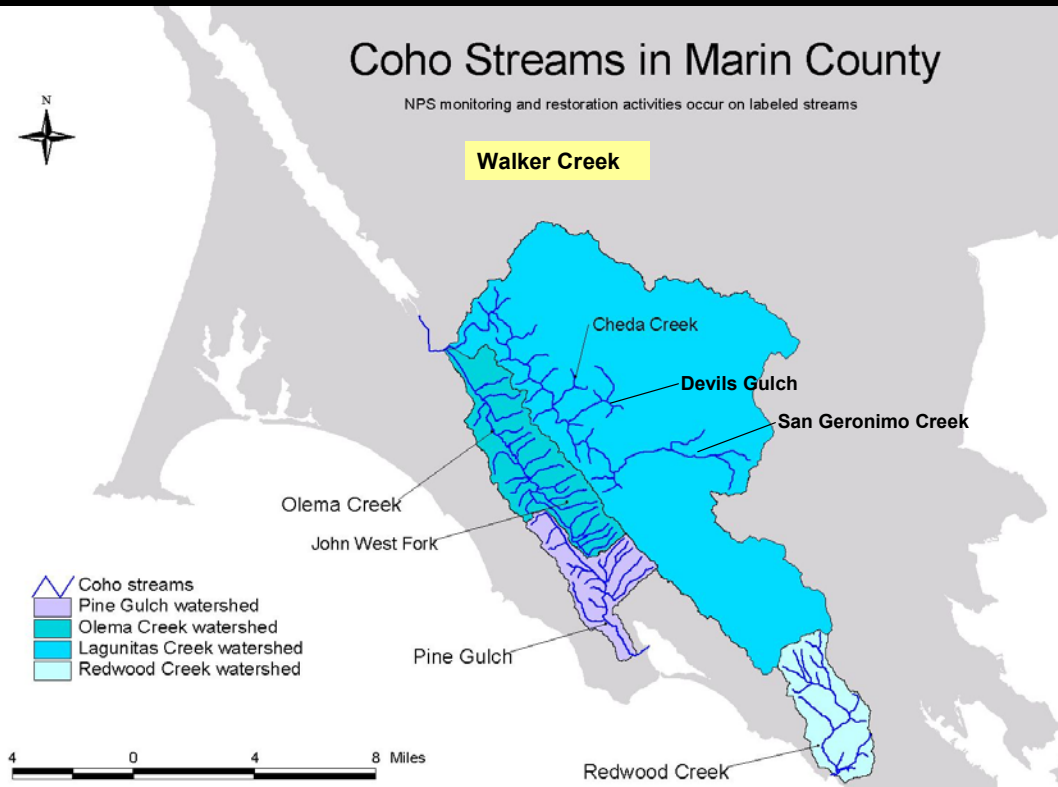 Coho Streams in Marin County
NPS monitoring and restoration activities occur on labeled streams
N
Walker Creek
Cheda Creek
Devils Gulch
San Geronimo Creek
Olema Creek
John West Fork
Coho streams
Pine Gulch watershed
Olema Creek watershed
Lagunitas Creek watershed
Redwood Creek watershed
Pine Gulch
4 0 4 8 Miles
Redwood Creek